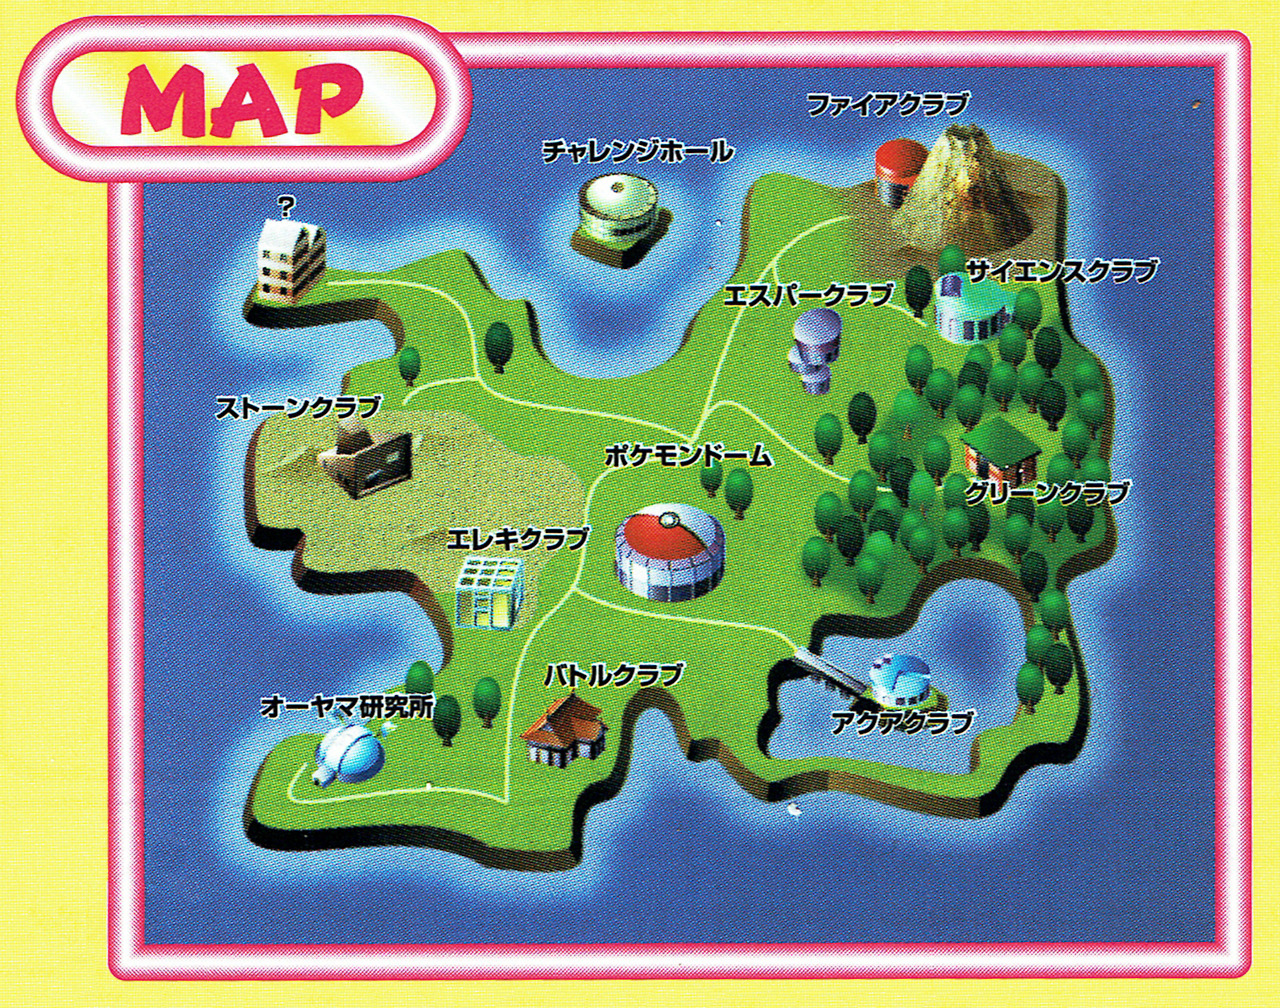 MAP
ファイアクラブ
チャレンジホール
?
サイエンスクラブ
エスパークラブ
ストーンクラブ
ポケモンドーム
グリーンクラブ
エレキクラブ
バトルクラブ
オーヤマ研究所
アクアクラブ